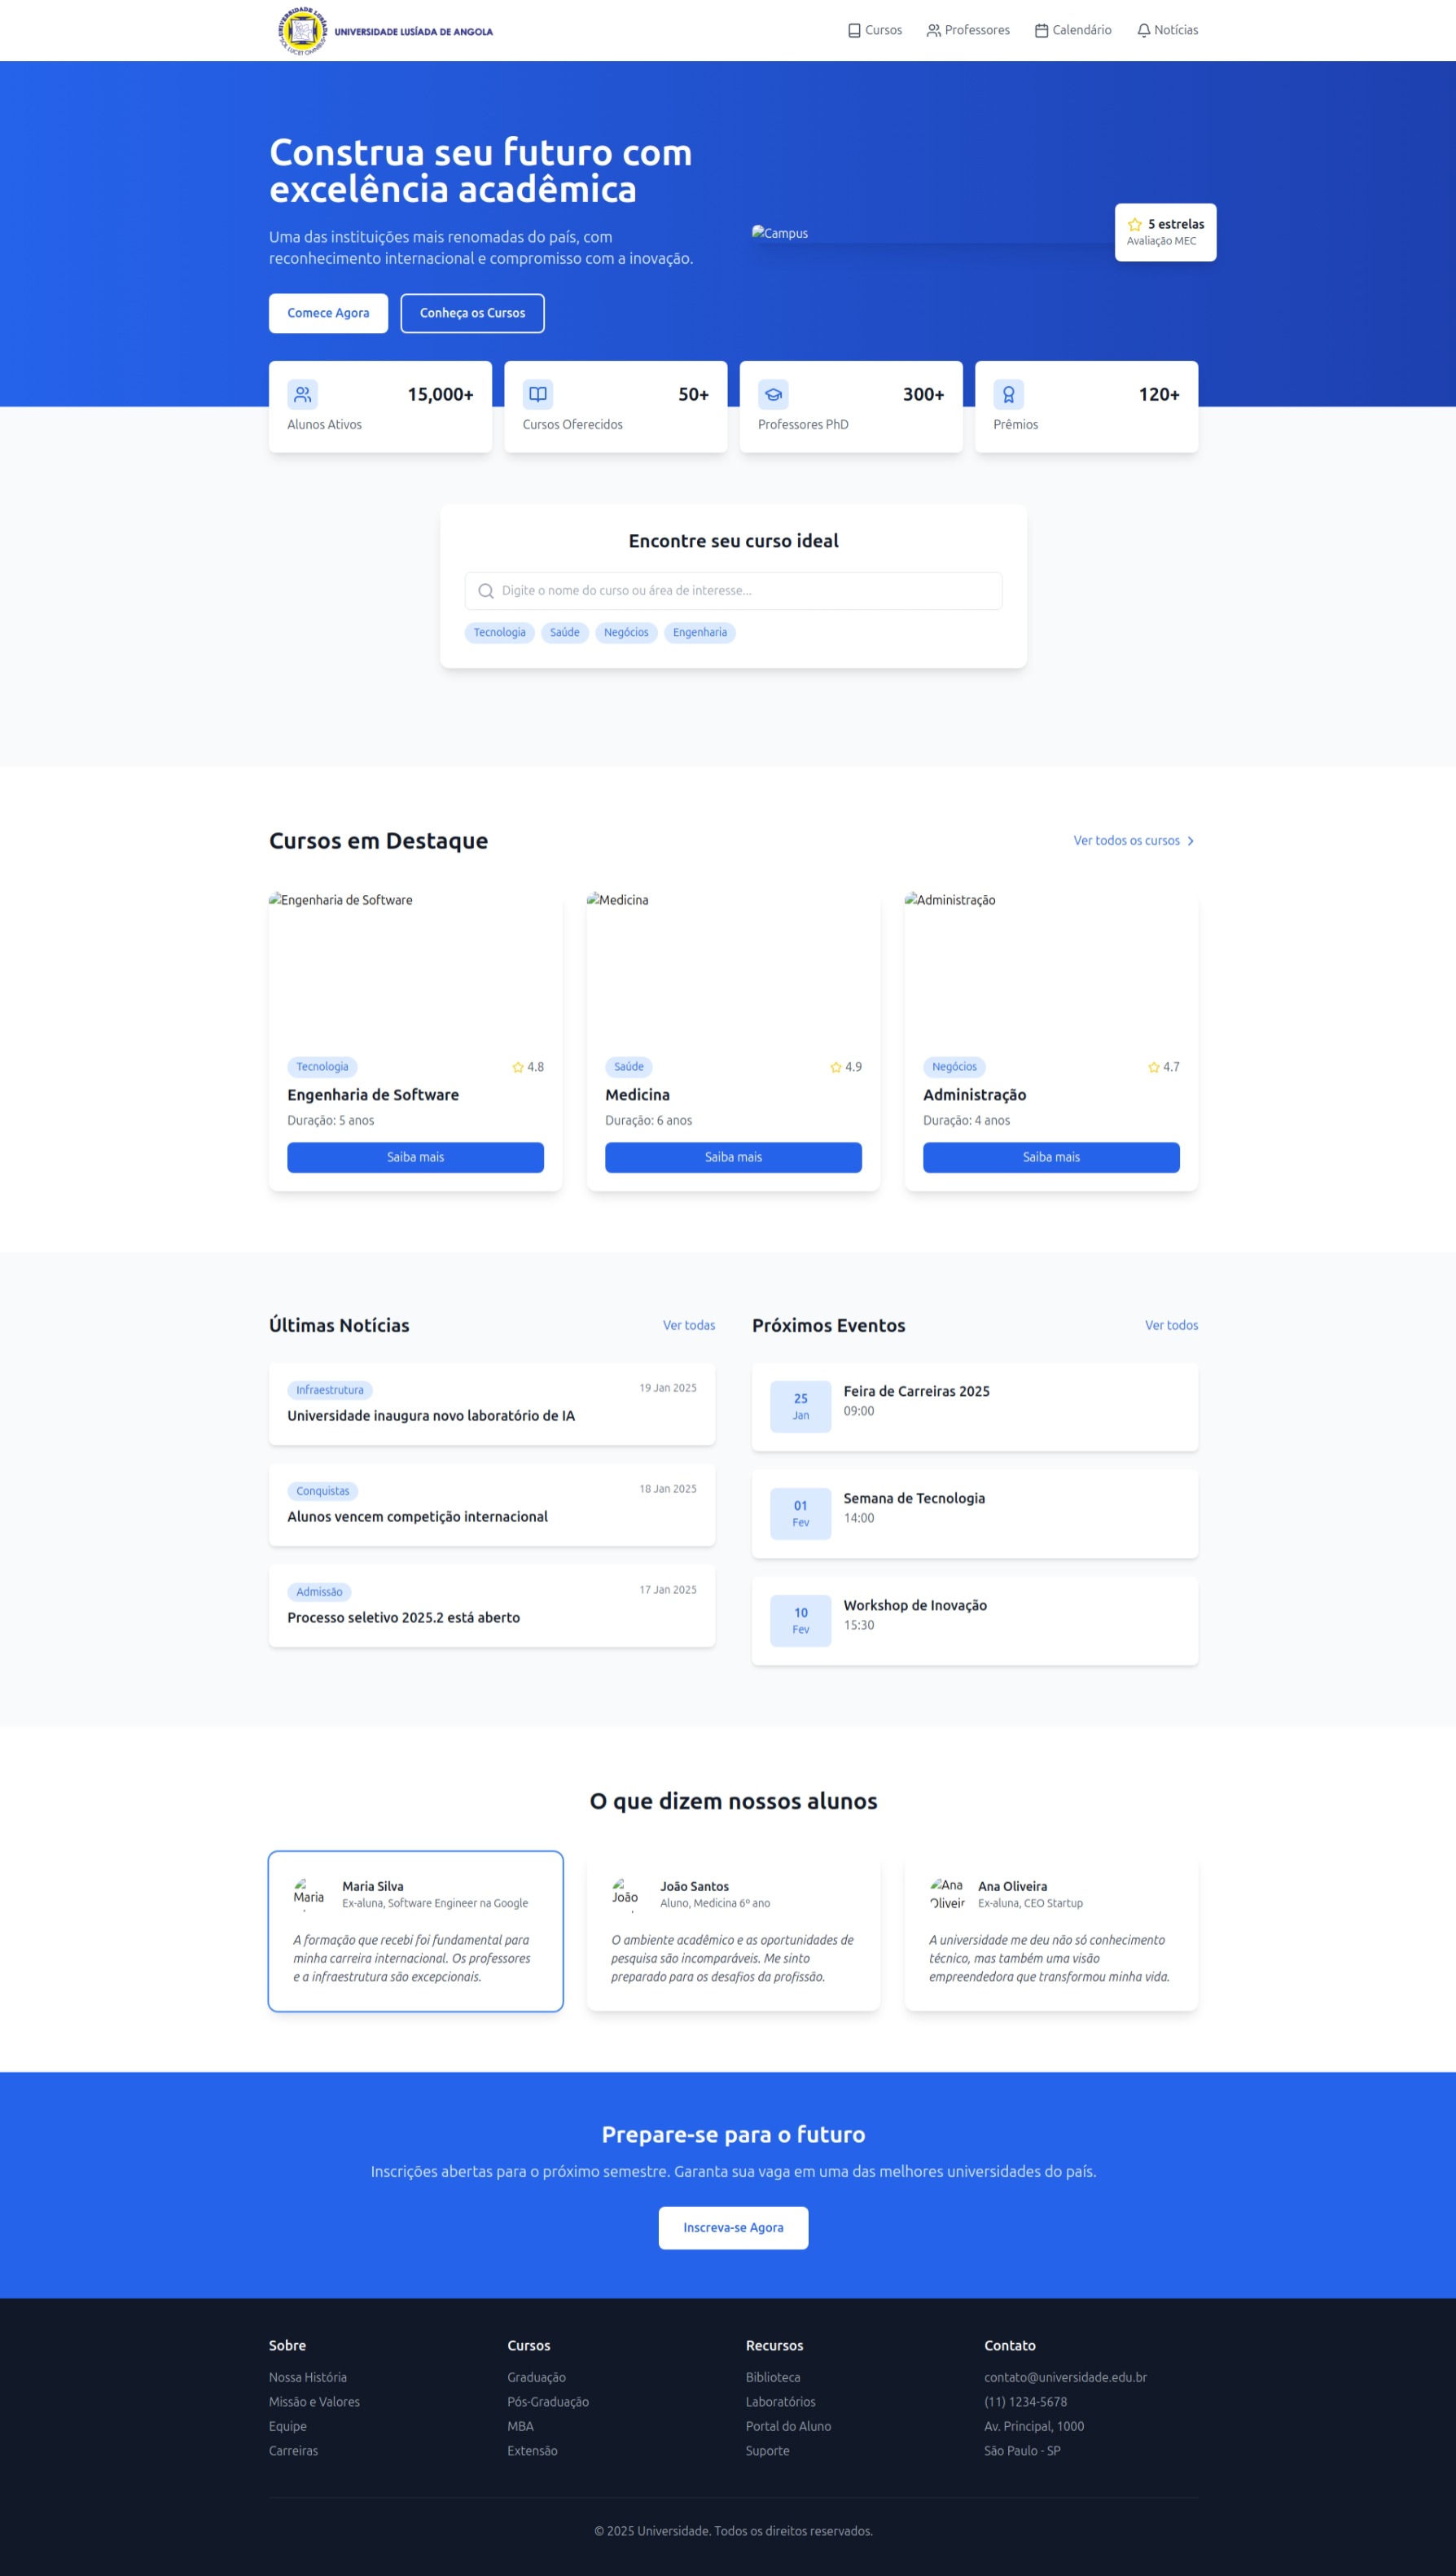 UNIVERSIDADE LUSÍADA
SOL LUCET OMNIBUS
UNIVERSIDADE LUSÍADA DE ANGOLA
Cursos
Professores
Calendário
Notícias
Construa seu futuro com
excelência acadêmica
Uma das instituições mais renomadas do país, com
reconhecimento internacional e compromisso com a inovação.
Comece Agora
Conheça os Cursos
Campus
5 estrelas
Avaliação MEC
15,000+
Alunos Ativos
50+
Cursos Oferecidos
300+
Professores PhD
120+
Prêmios
Encontre seu curso ideal
Digite o nome do curso ou área de interesse...
Tecnologia
Saúde
Negócios
Engenharia
Cursos em Destaque
Ver todos os cursos
Engenharia de Software
Tecnologia
4.8
Engenharia de Software
Duração: 5 anos
Saiba mais
Medicina
Saúde
4.9
Medicina
Duração: 6 anos
Saiba mais
Administração
Negócios
4.7
Administração
Duração: 4 anos
Saiba mais
Últimas Notícias
Ver todas
Infraestrutura
19 Jan 2025
Universidade inaugura novo laboratório de IA
Conquistas
18 Jan 2025
Alunos vencem competição internacional
Admissão
17 Jan 2025
Processo seletivo 2025.2 está aberto
Próximos Eventos
Ver todos
25
Jan
Feira de Carreiras 2025
09:00
01
Fev
Semana de Tecnologia
14:00
10
Fev
Workshop de Inovação
15:30
O que dizem nossos alunos
Maria
Maria Silva
Ex-aluna, Software Engineer na Google
A formação que recebi foi fundamental para
minha carreira internacional. Os professores
e a infraestrutura são excepcionais.
João
João Santos
Aluno, Medicina 6º ano
O ambiente acadêmico e as oportunidades de
pesquisa são incomparáveis. Me sinto
preparado para os desafios da profissão.
Ana
Oliveir
Ana Oliveira
Ex-aluna, CEO Startup
A universidade me deu não só conhecimento
técnico, mas também uma visão
empreendedora que transformou minha vida.
Prepare-se para o futuro
Inscrições abertas para o próximo semestre. Garanta sua vaga em uma das melhores universidades do país.
Inscreva-se Agora
Sobre
Nossa História
Missão e Valores
Equipe
Carreiras
Cursos
Graduação
Pós-Graduação
MBA
Extensão
Recursos
Biblioteca
Laboratórios
Portal do Aluno
Suporte
Contato
contato@universidade.edu.br
(11) 1234-5678
Av. Principal, 1000
São Paulo - SP
© 2025 Universidade. Todos os direitos reservados.